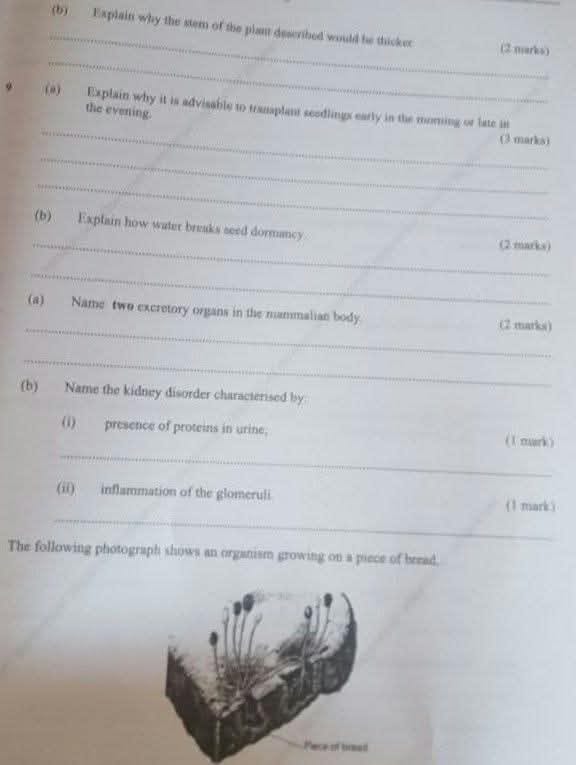 (b) Explain why the stem of the plant described would be thicker.
(2 marks)
9 (a) Explain why it is advisable to transplant seedlings early in the morning or late in
the evening.
(3 marks)
(b) Explain how water breaks seed dormancy.
(2 marks)
(a) Name two excretory organs in the mammalian body.
(2 marks)
(b) Name the kidney disorder characterised by:
(i) presence of proteins in urine;
(1 mark)
(ii) inflammation of the glomeruli.
(1 mark)
The following photograph shows an organism growing on a piece of bread.
Piece of bread